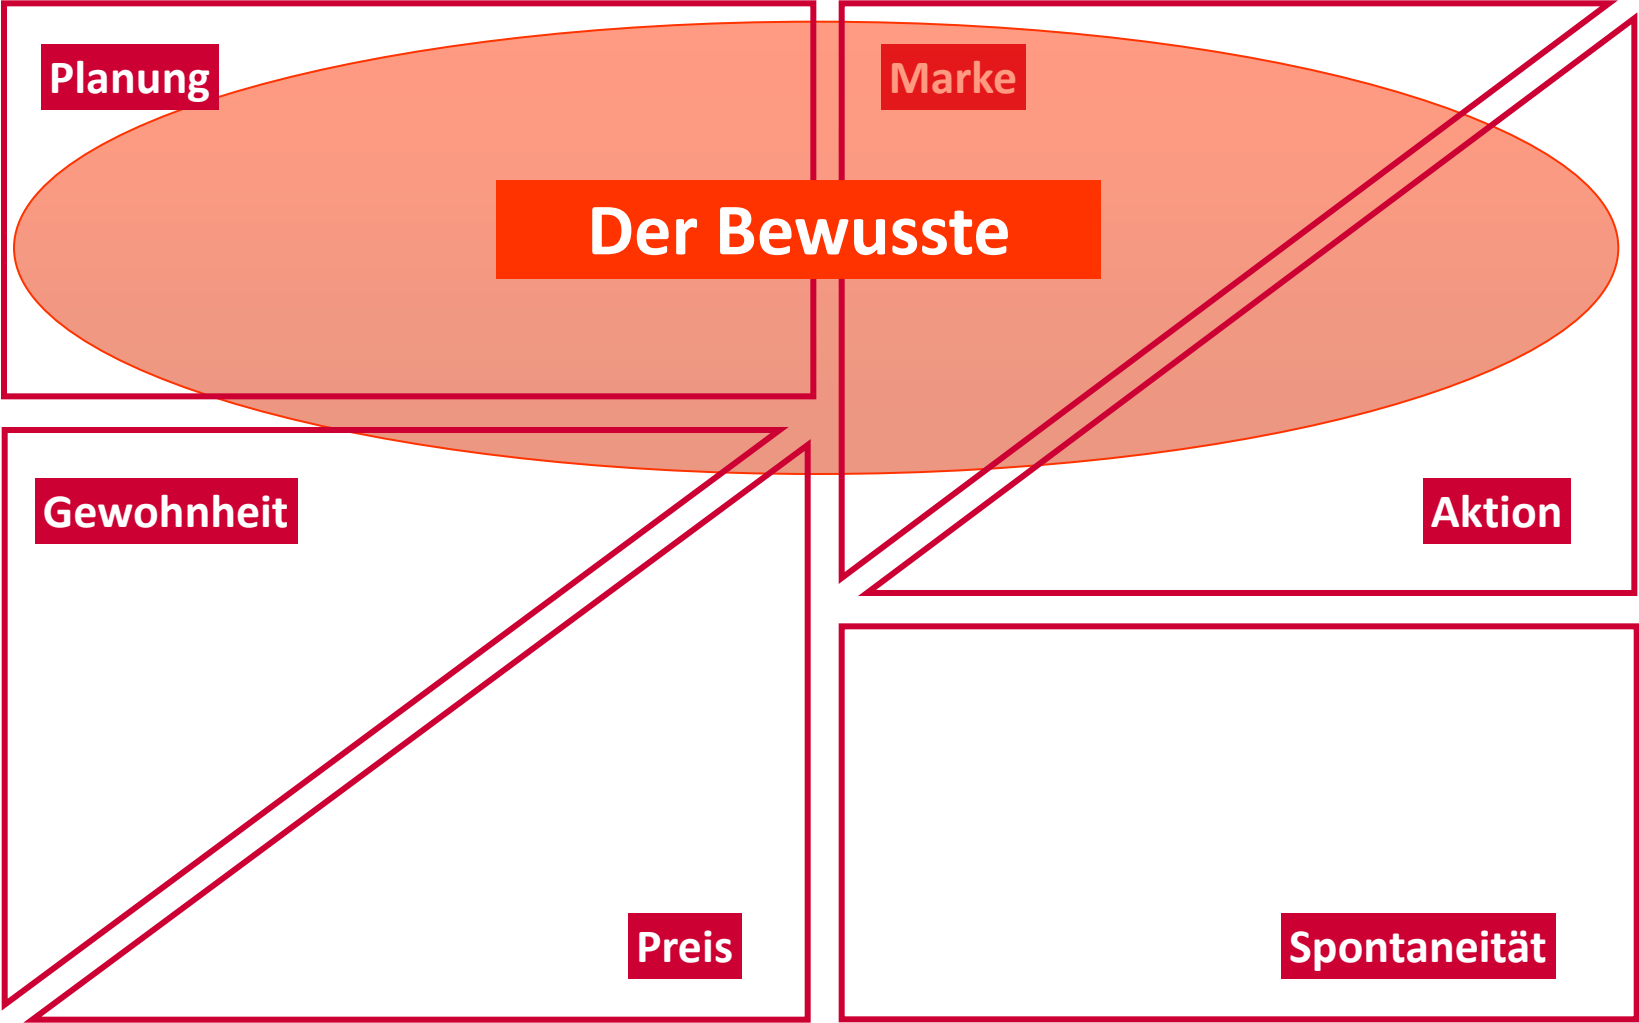 Planung
Marke
Der Bewusste
Gewohnheit
Aktion
Preis
Spontaneität